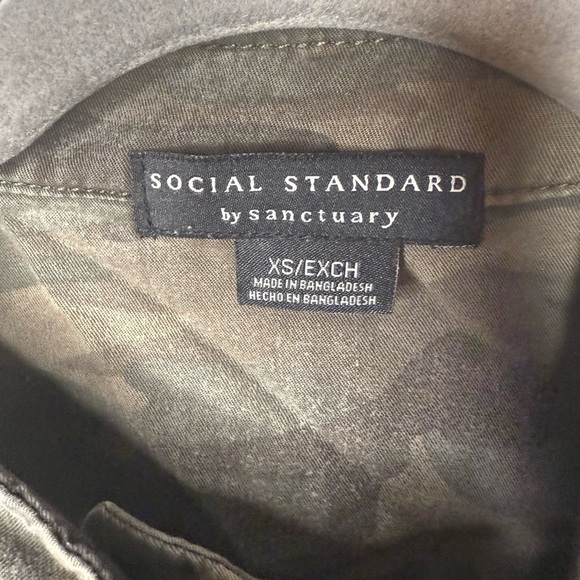 SOCIAL STANDARD
by sanctuary
XS/EXCH
MADE IN BANGLADESH
HECHO EN BANGLADESH